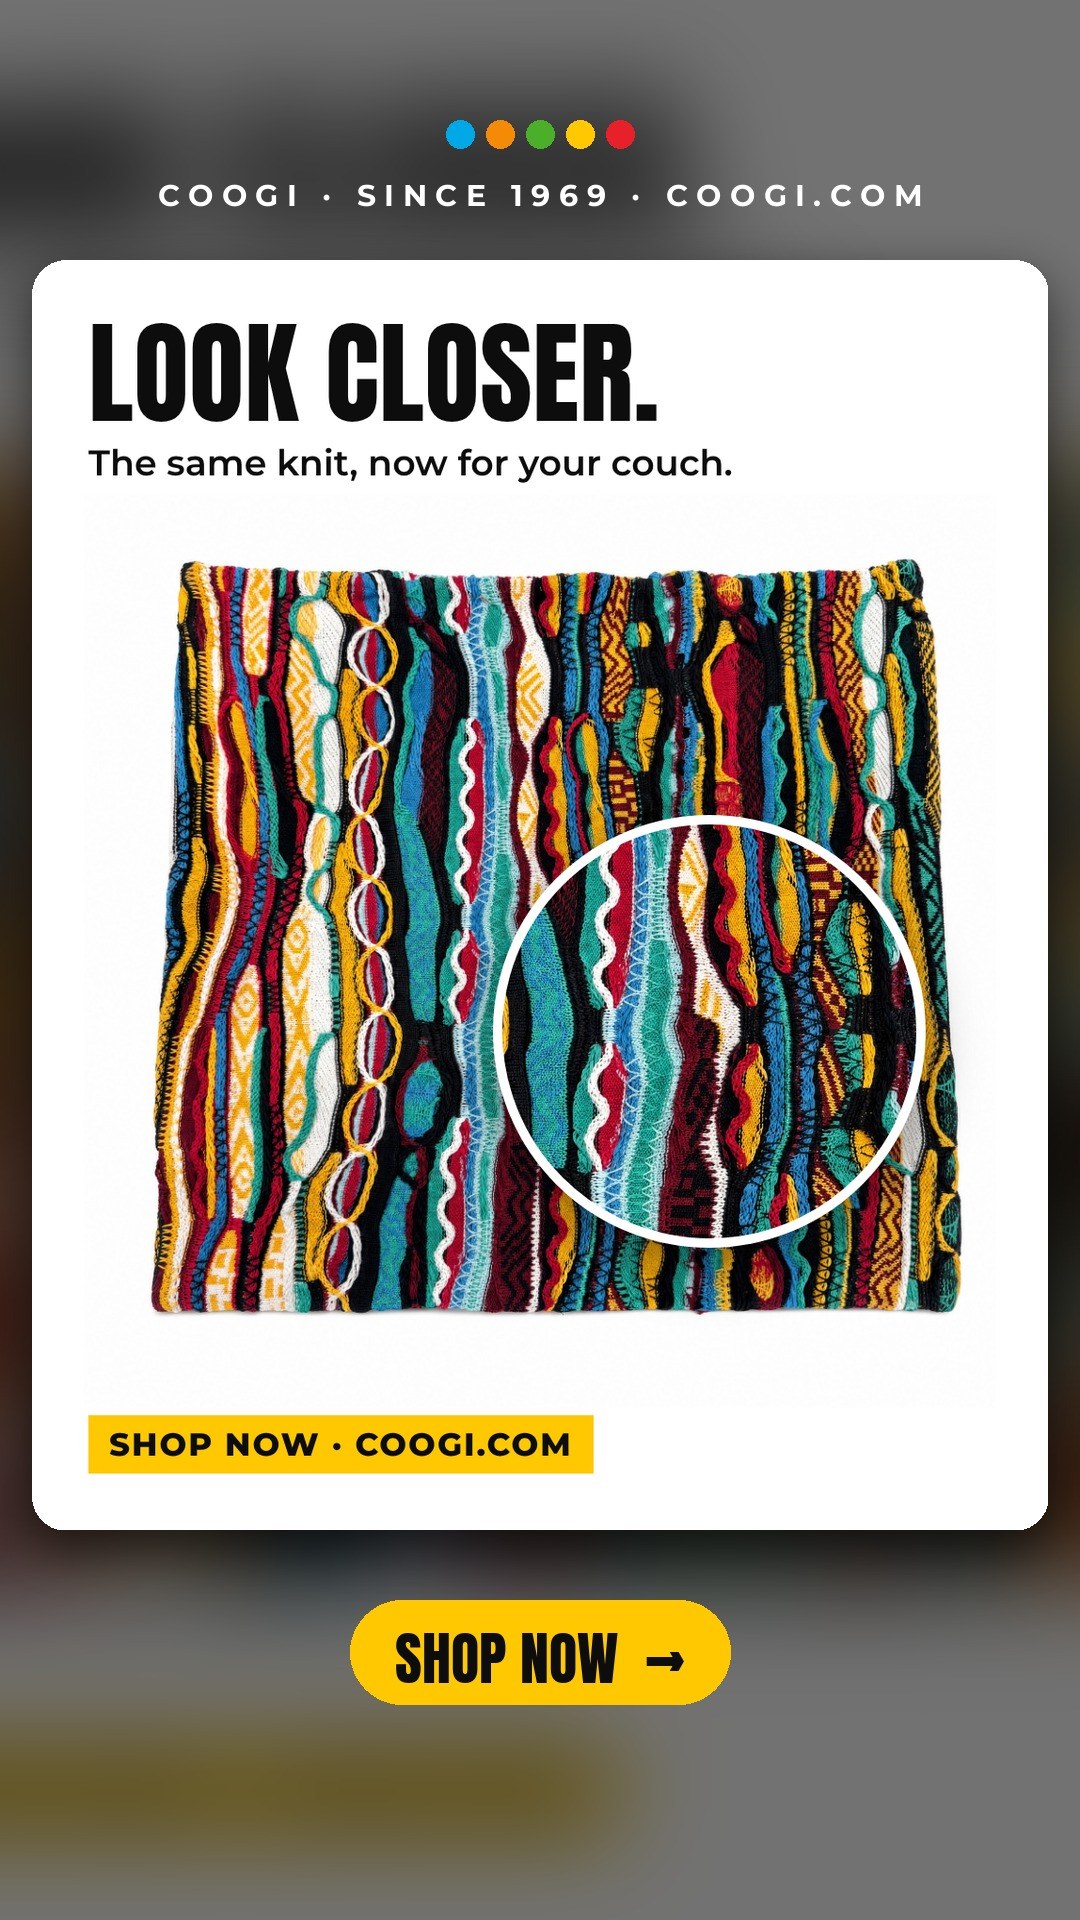 COOGI · SINCE 1969 · COOGI.COM
LOOK CLOSER.
The same knit, now for your couch.
SHOP NOW · COOGI.COM
SHOP NOW →